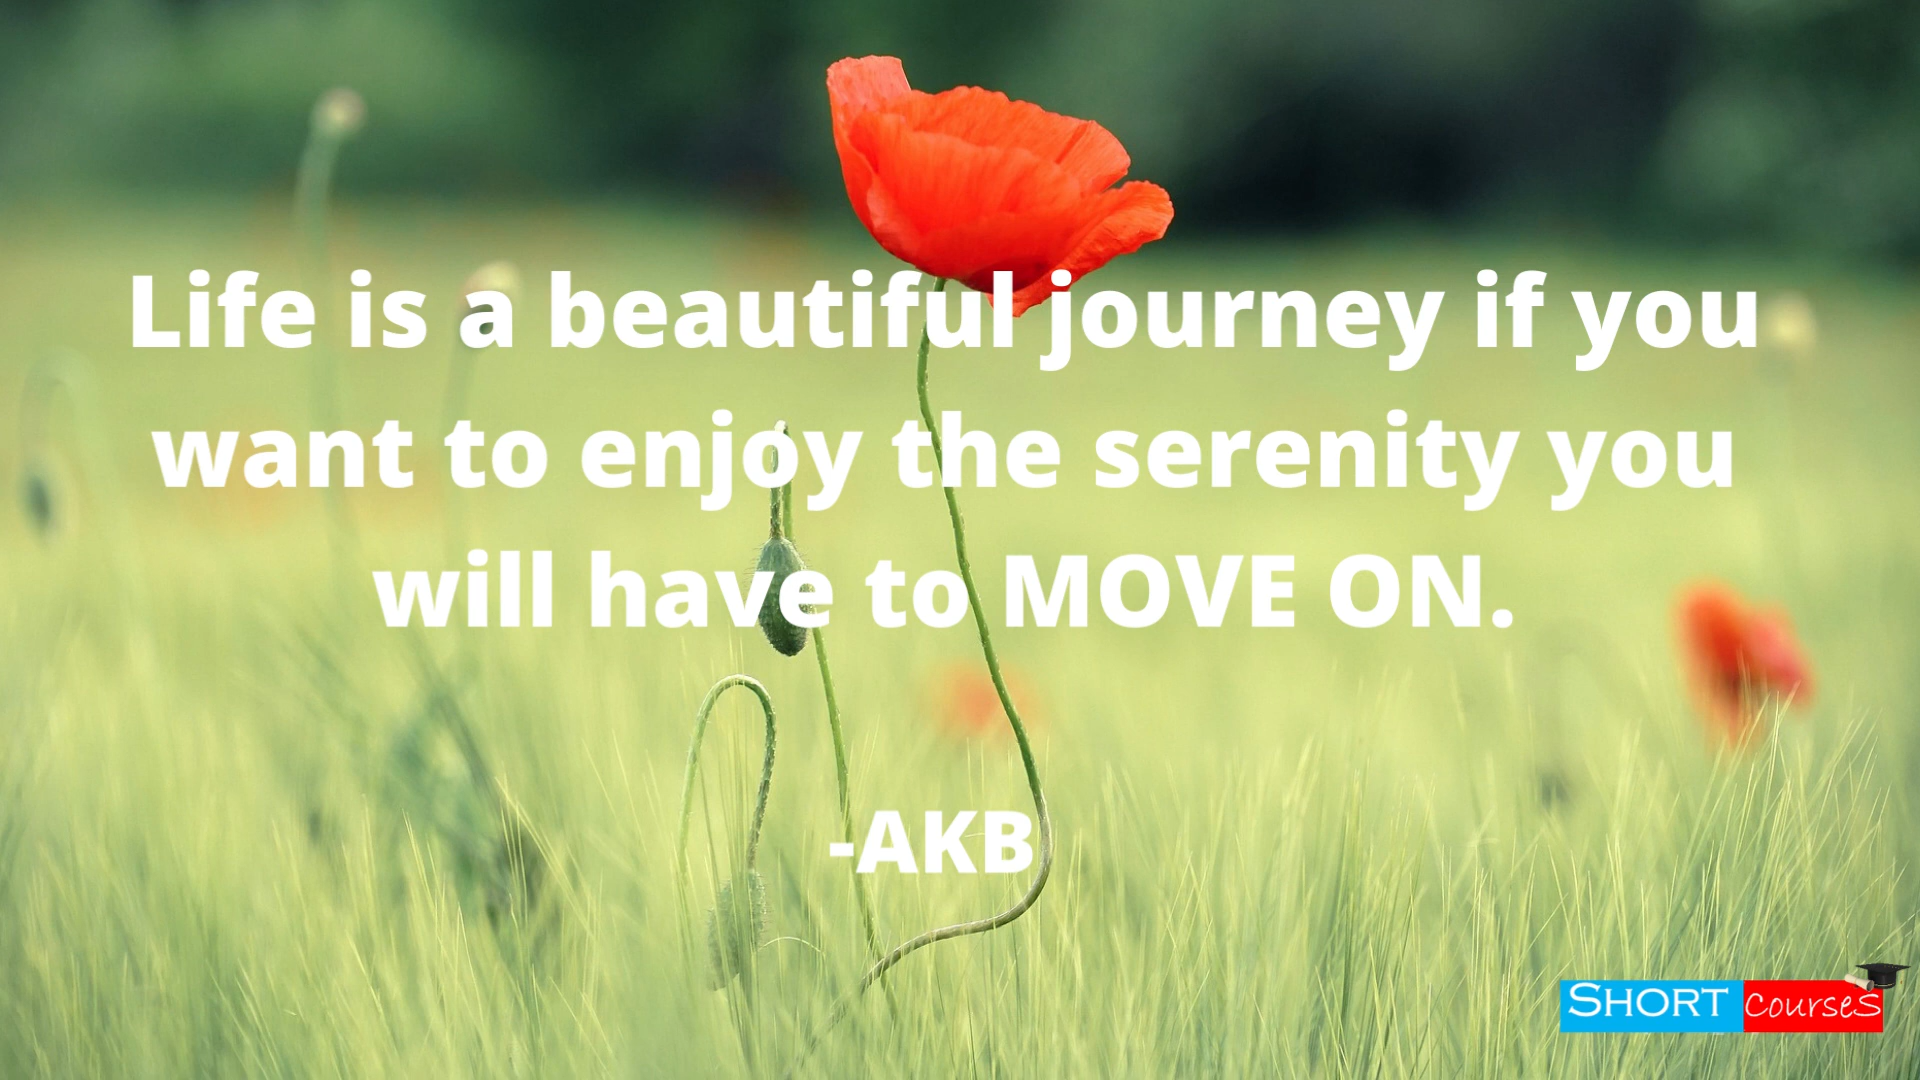 Life is a beautiful journey if you
want to enjoy the serenity you
will have to MOVE ON.
-AKB
SHORT courses